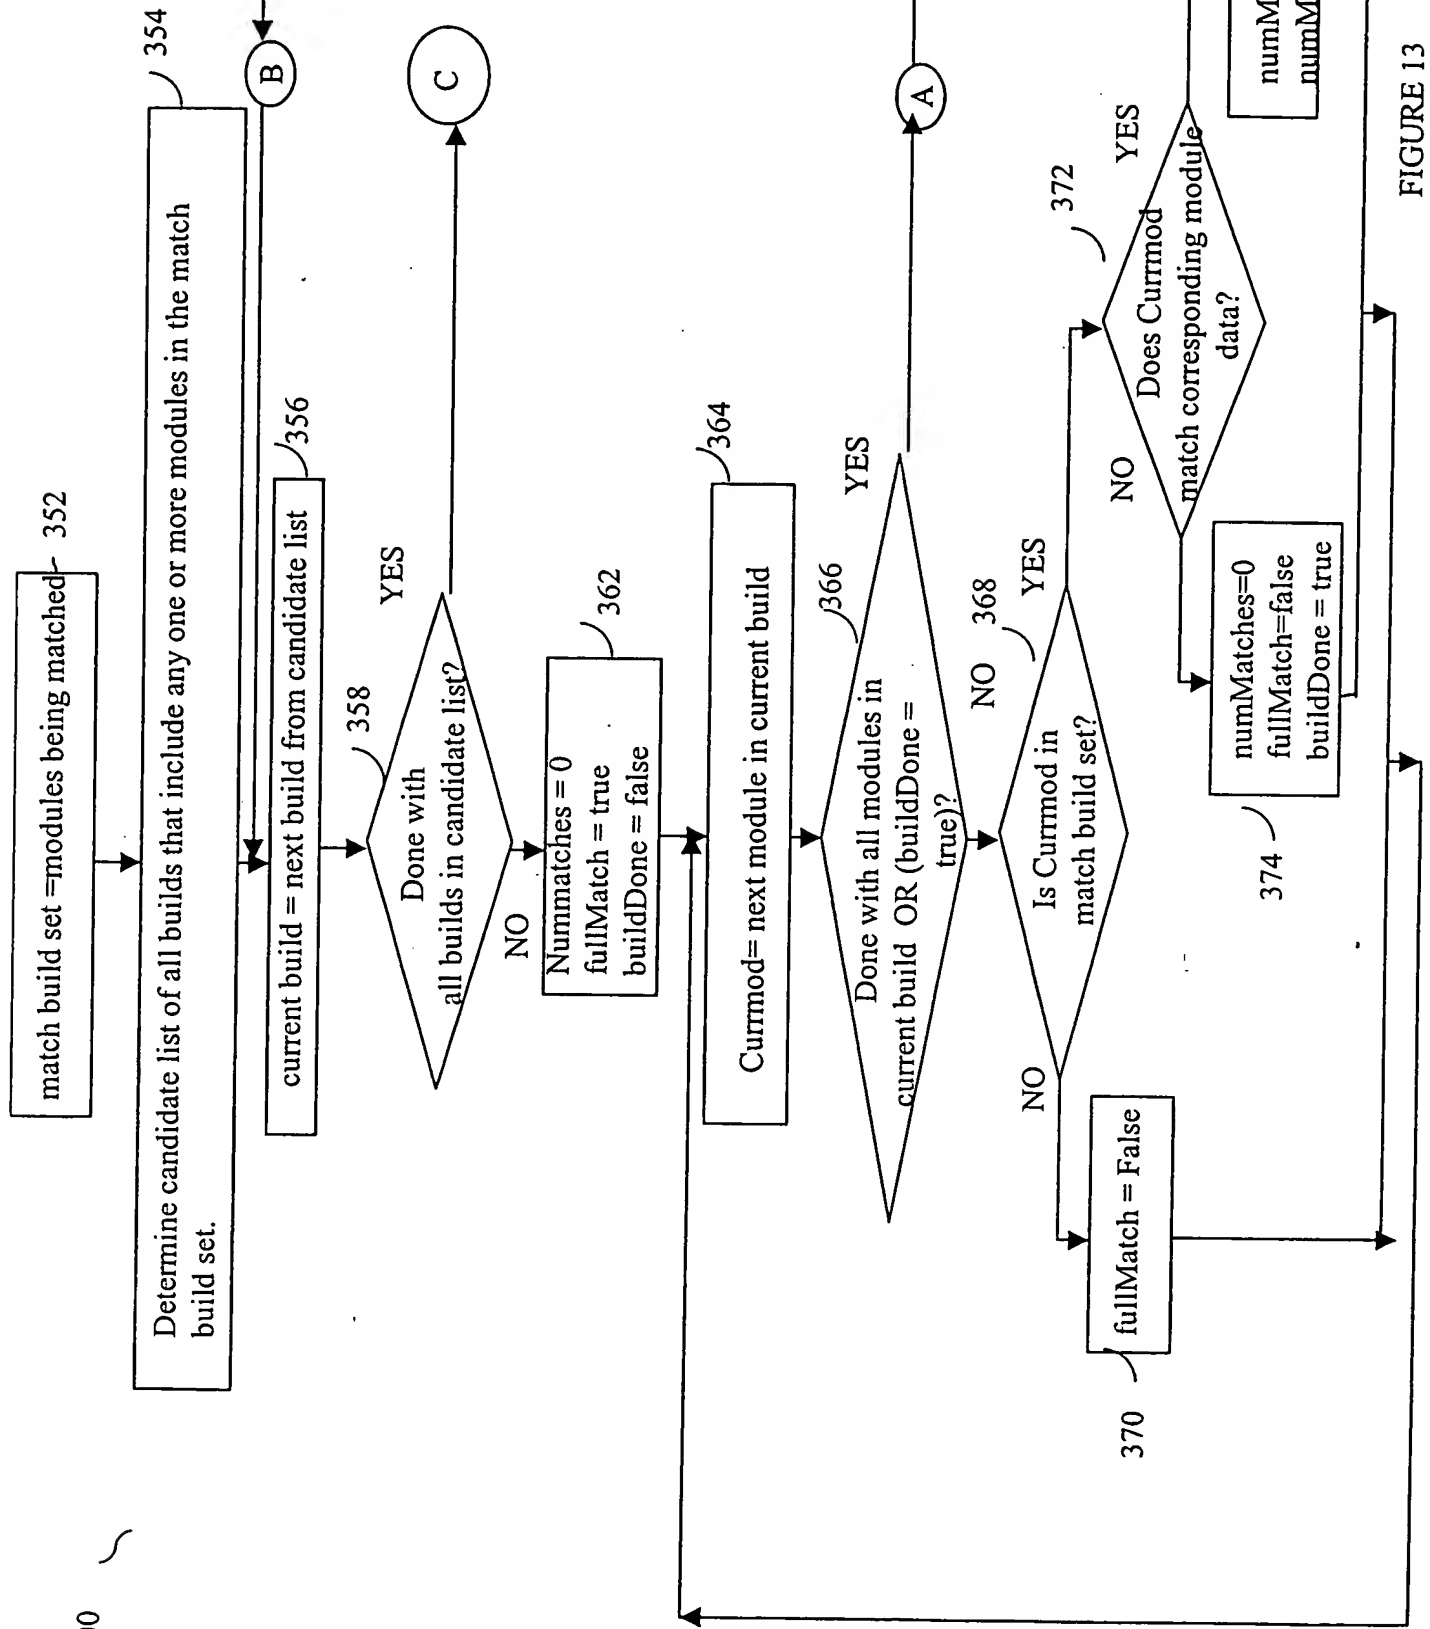 352
match build set =modules being matched
354
Determine candidate list of all builds that include any one or more modules in the match
build set.
B
356
current build = next build from candidate list
358
Done with
all builds in candidate list?
YES
C
NO
362
Nummatches = 0
fullMatch = true
buildDone = false
364
Currmod= next module in current build
366
Done with all modules in
current build OR (buildDone =
true)?
YES
A
NO
368
Is Currmod in
match build set?
YES
NO
370
fullMatch = False
372
Does Currmod
match corresponding module
data?
YES
NO
374
numMatches=0
fullMatch=false
buildDone = true
numM
numM
00
FIGURE 13